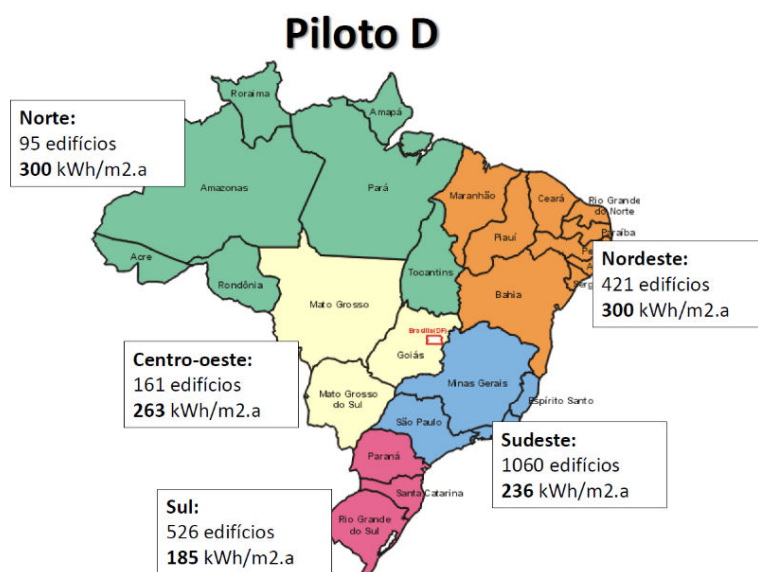 Piloto D
Norte:
95 edifícios
300 kWh/m2.a
Roraima
Amapá
Amazonas
Pará
Maranhão
Ceará
Rio Grande
do Norte
Paraíba
Piauí
Acre
Rondônia
Tocantins
Mato Grosso
Bahia
Nordeste:
421 edifícios
300 kWh/m2.a
Brasília(DF)
Goiás
Centro-oeste:
161 edifícios
263 kWh/m2.a
Mato Grosso
do Sul
Minas Gerais
Espírito Santo
São Paulo
Sudeste:
1060 edifícios
236 kWh/m2.a
Paraná
Santa Catarina
Rio Grande
do Sul
Sul:
526 edifícios
185 kWh/m2.a